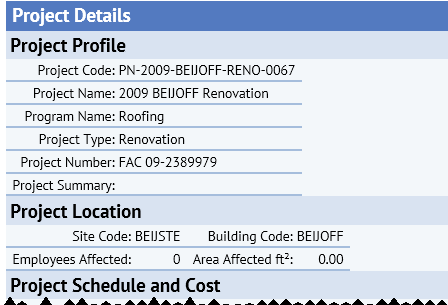 Project Details
Project Profile
Project Code: PN-2009-BEIJOFF-RENO-0067
Project Name: 2009 BEIJOFF Renovation
Program Name: Roofing
Project Type: Renovation
Project Number: FAC 09-2389979
Project Summary:
Project Location
Site Code: BEIJSTE Building Code: BEIJOFF
Employees Affected: 0 Area Affected ft²: 0.00
Project Schedule and Cost